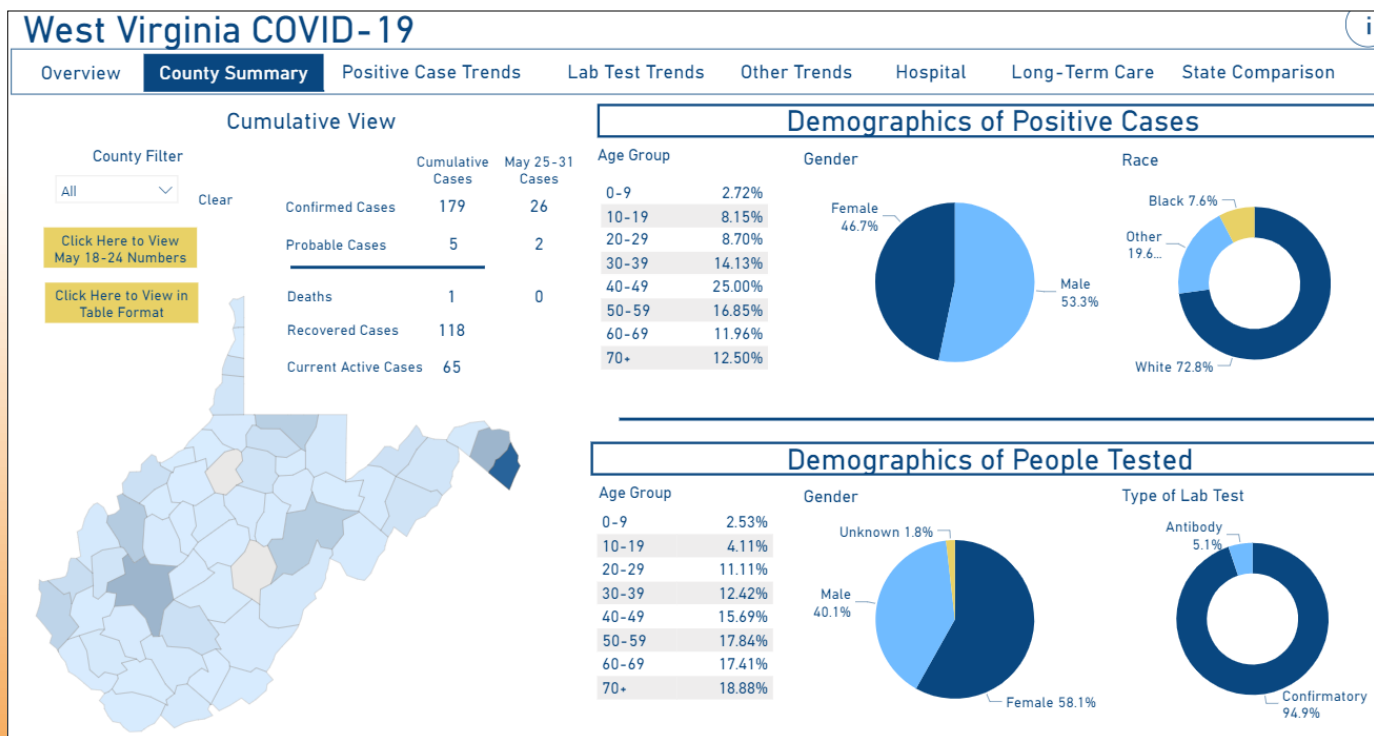 West Virginia COVID-19
i
Overview County Summary Positive Case Trends Lab Test Trends Other Trends Hospital Long-Term Care State Comparison
Cumulative View
County Filter
All
Clear
Click Here to View
May 18-24 Numbers
Click Here to View in
Table Format
Cumulative Cases May 25-31 Cases
Confirmed Cases 179 26
Probable Cases 5 2
Deaths 1 0
Recovered Cases 118
Current Active Cases 65
Demographics of Positive Cases
Age Group
0-9 2.72%
10-19 8.15%
20-29 8.70%
30-39 14.13%
40-49 25.00%
50-59 16.85%
60-69 11.96%
70+ 12.50%
Gender
Female
46.7%
Male
53.3%
Race
Black 7.6%
Other
19.6...
White 72.8%
Demographics of People Tested
Age Group
0-9 2.53%
10-19 4.11%
20-29 11.11%
30-39 12.42%
40-49 15.69%
50-59 17.84%
60-69 17.41%
70+ 18.88%
Gender
Unknown 1.8%
Male
40.1%
Female 58.1%
Type of Lab Test
Antibody
5.1%
Confirmatory
94.9%